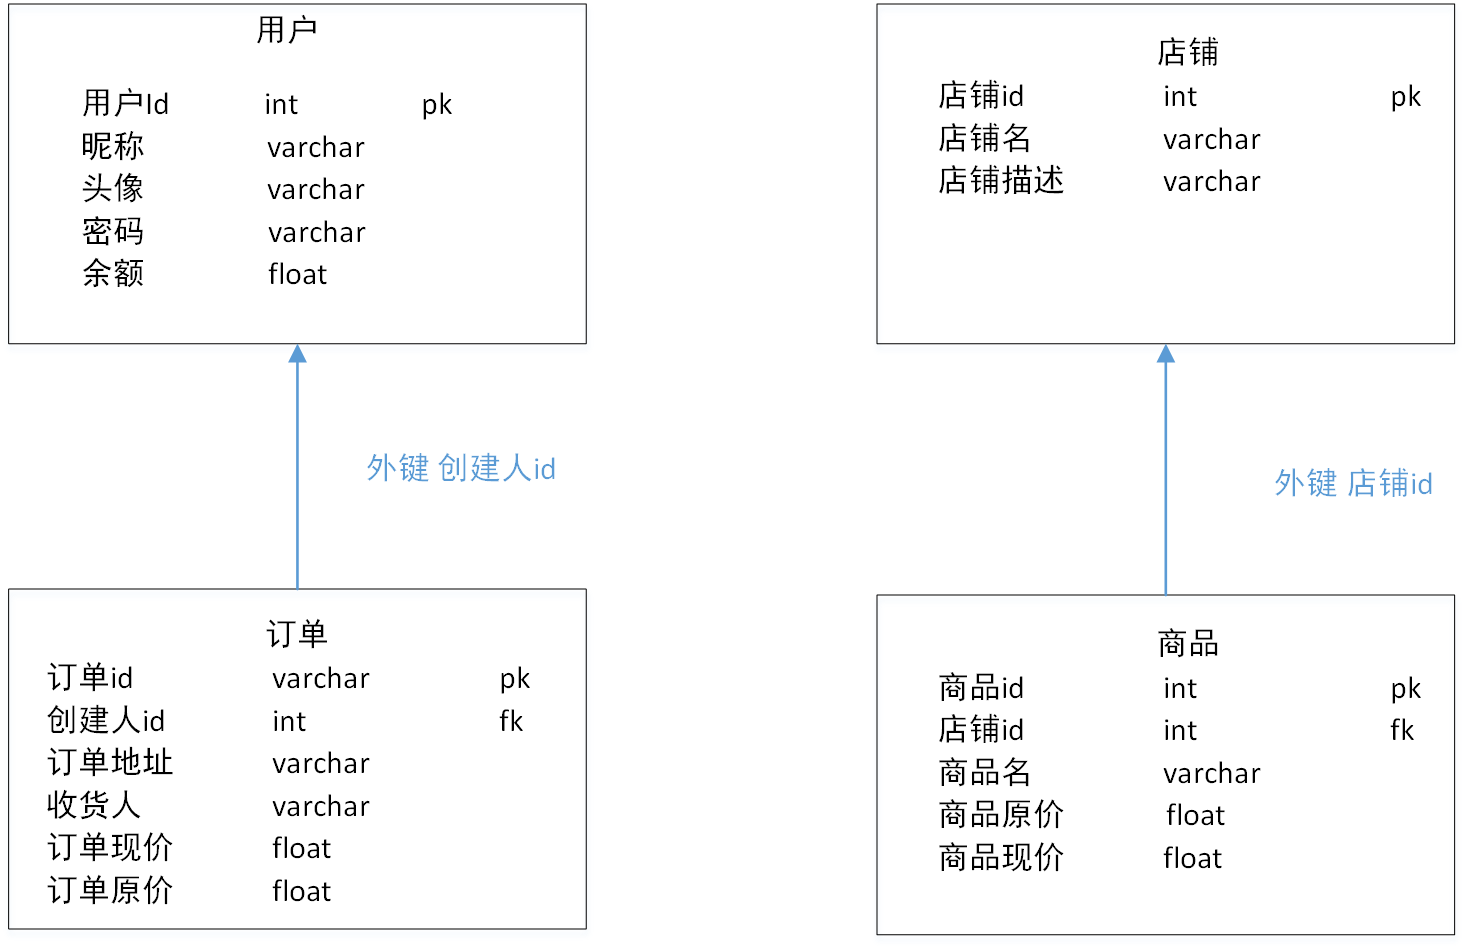 用户
用户Id int pk
昵称 varchar
头像 varchar
密码 varchar
余额 float
店铺
店铺id int pk
店铺名 varchar
店铺描述 varchar
外键 创建人id
外键 店铺id
订单
订单id varchar pk
创建人id int fk
订单地址 varchar
收货人 varchar
订单现价 float
订单原价 float
商品
商品id int pk
店铺id int fk
商品名 varchar
商品原价 float
商品现价 float